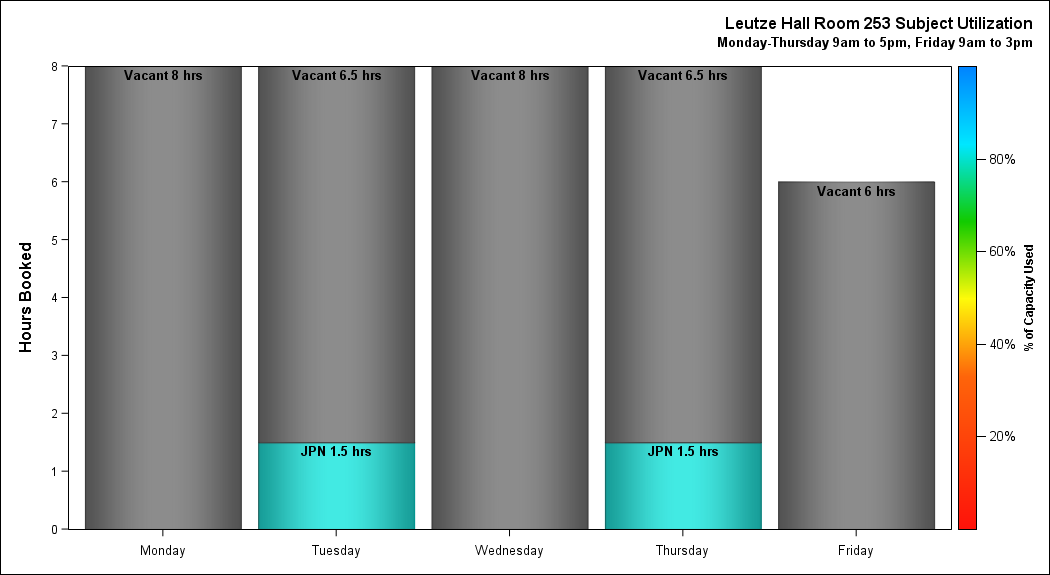 Leutze Hall Room 253 Subject Utilization
Monday-Thursday 9am to 5pm, Friday 9am to 3pm
Hours Booked
8
7
6
5
4
3
2
1
0
Vacant 8 hrs
Vacant 6.5 hrs
Vacant 8 hrs
Vacant 6.5 hrs
Vacant 6 hrs
JPN 1.5 hrs
JPN 1.5 hrs
Monday
Tuesday
Wednesday
Thursday
Friday
80%
60%
40%
20%
% of Capacity Used